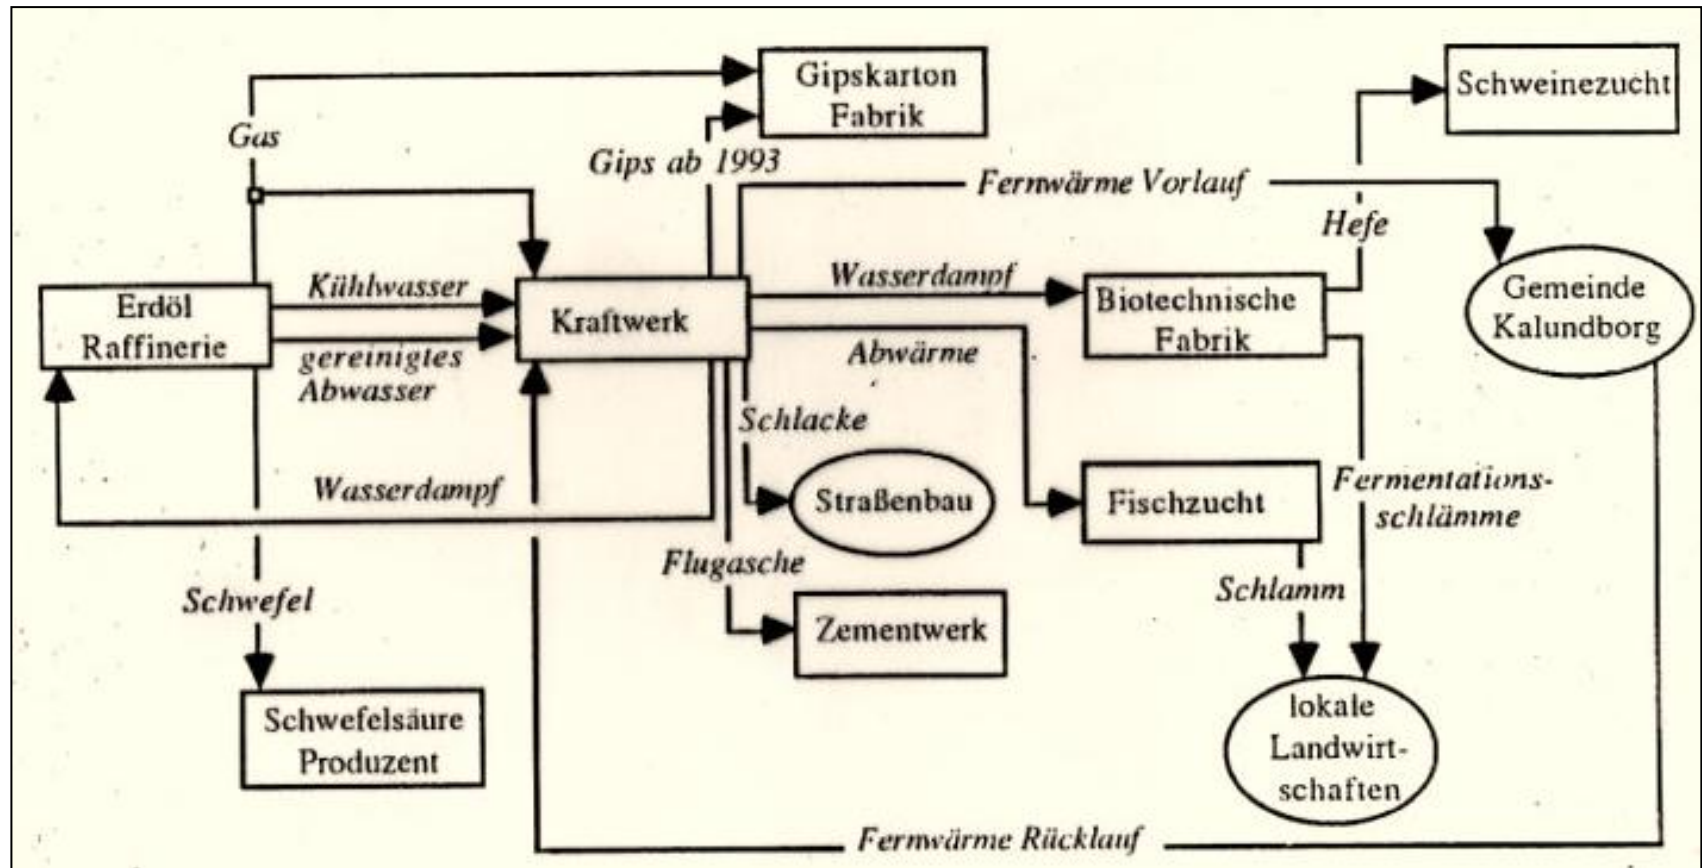 Gipskarton
Fabrik
Schweinezucht
Gas
Gips ab 1993
Fernwärme Vorlauf
Hefe
Erdöl
Raffinerie
Kühlwasser
gereinigtes
Abwasser
Kraftwerk
Wasserdampf
Abwärme
Biotechnische
Fabrik
Gemeinde
Kalundborg
Schlacke
Wasserdampf
Straßenbau
Fischzucht
Fermentations-
schlämme
Flugasche
Schwefel
Schlamm
Zementwerk
Schwefelsäure
Produzent
lokale
Landwirt-
schaften
Fernwärme Rücklauf